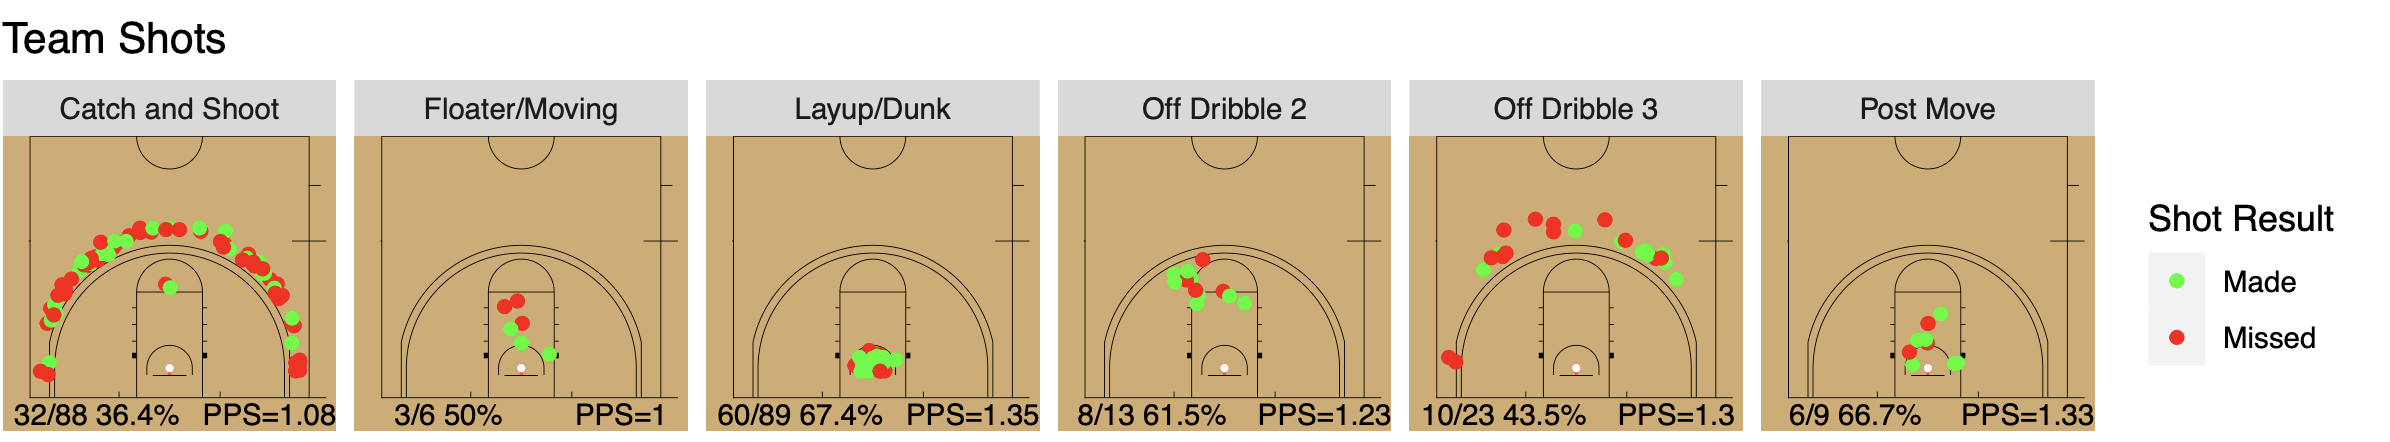 Team Shots
Catch and Shoot
Floater/Moving
Layup/Dunk
Off Dribble 2
Off Dribble 3
Post Move
32/88 36.4% PPS=1.08
3/6 50% PPS=1
60/89 67.4% PPS=1.35
8/13 61.5% PPS=1.23
10/23 43.5% PPS=1.3
6/9 66.7% PPS=1.33
Shot Result
Made
Missed